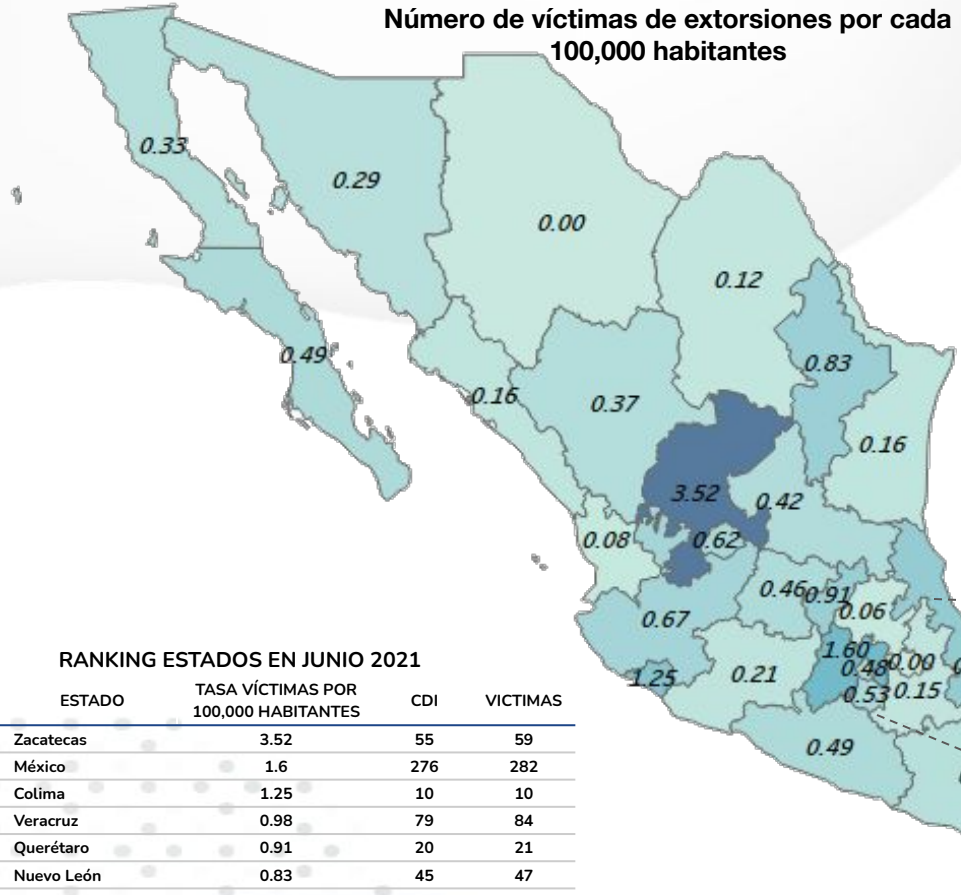 Número de víctimas de extorsiones por cada
100,000 habitantes
0.33
0.29
0.00
0.12
0.83
0.49
0.16
0.37
0.16
3.52
0.42
0.08
0.62
0.46
0.91
0.06
0.67
1.60
0.48
0.00
1.25
0.21
0.53
0.15
0.49
RANKING ESTADOS EN JUNIO 2021
ESTADO TASA VÍCTIMAS POR 100,000 HABITANTES CDI VICTIMAS
Zacatecas 3.52 55 59
México 1.6 276 282
Colima 1.25 10 10
Veracruz 0.98 79 84
Querétaro 0.91 20 21
Nuevo León 0.83 45 47